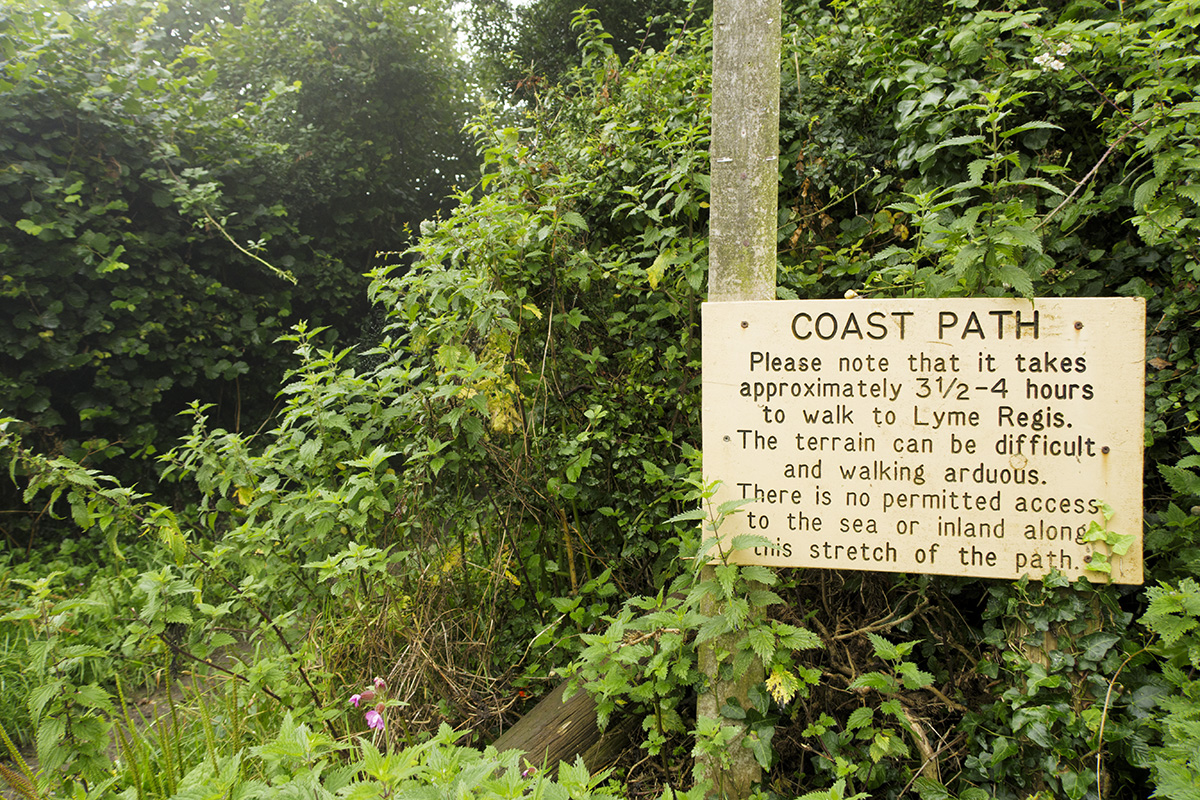 COAST PATH
Please note that it takes
approximately 3½-4 hours
to walk to Lyme Regis.
The terrain can be difficult
and walking arduous.
There is no permitted access
to the sea or inland along
this stretch of the path.